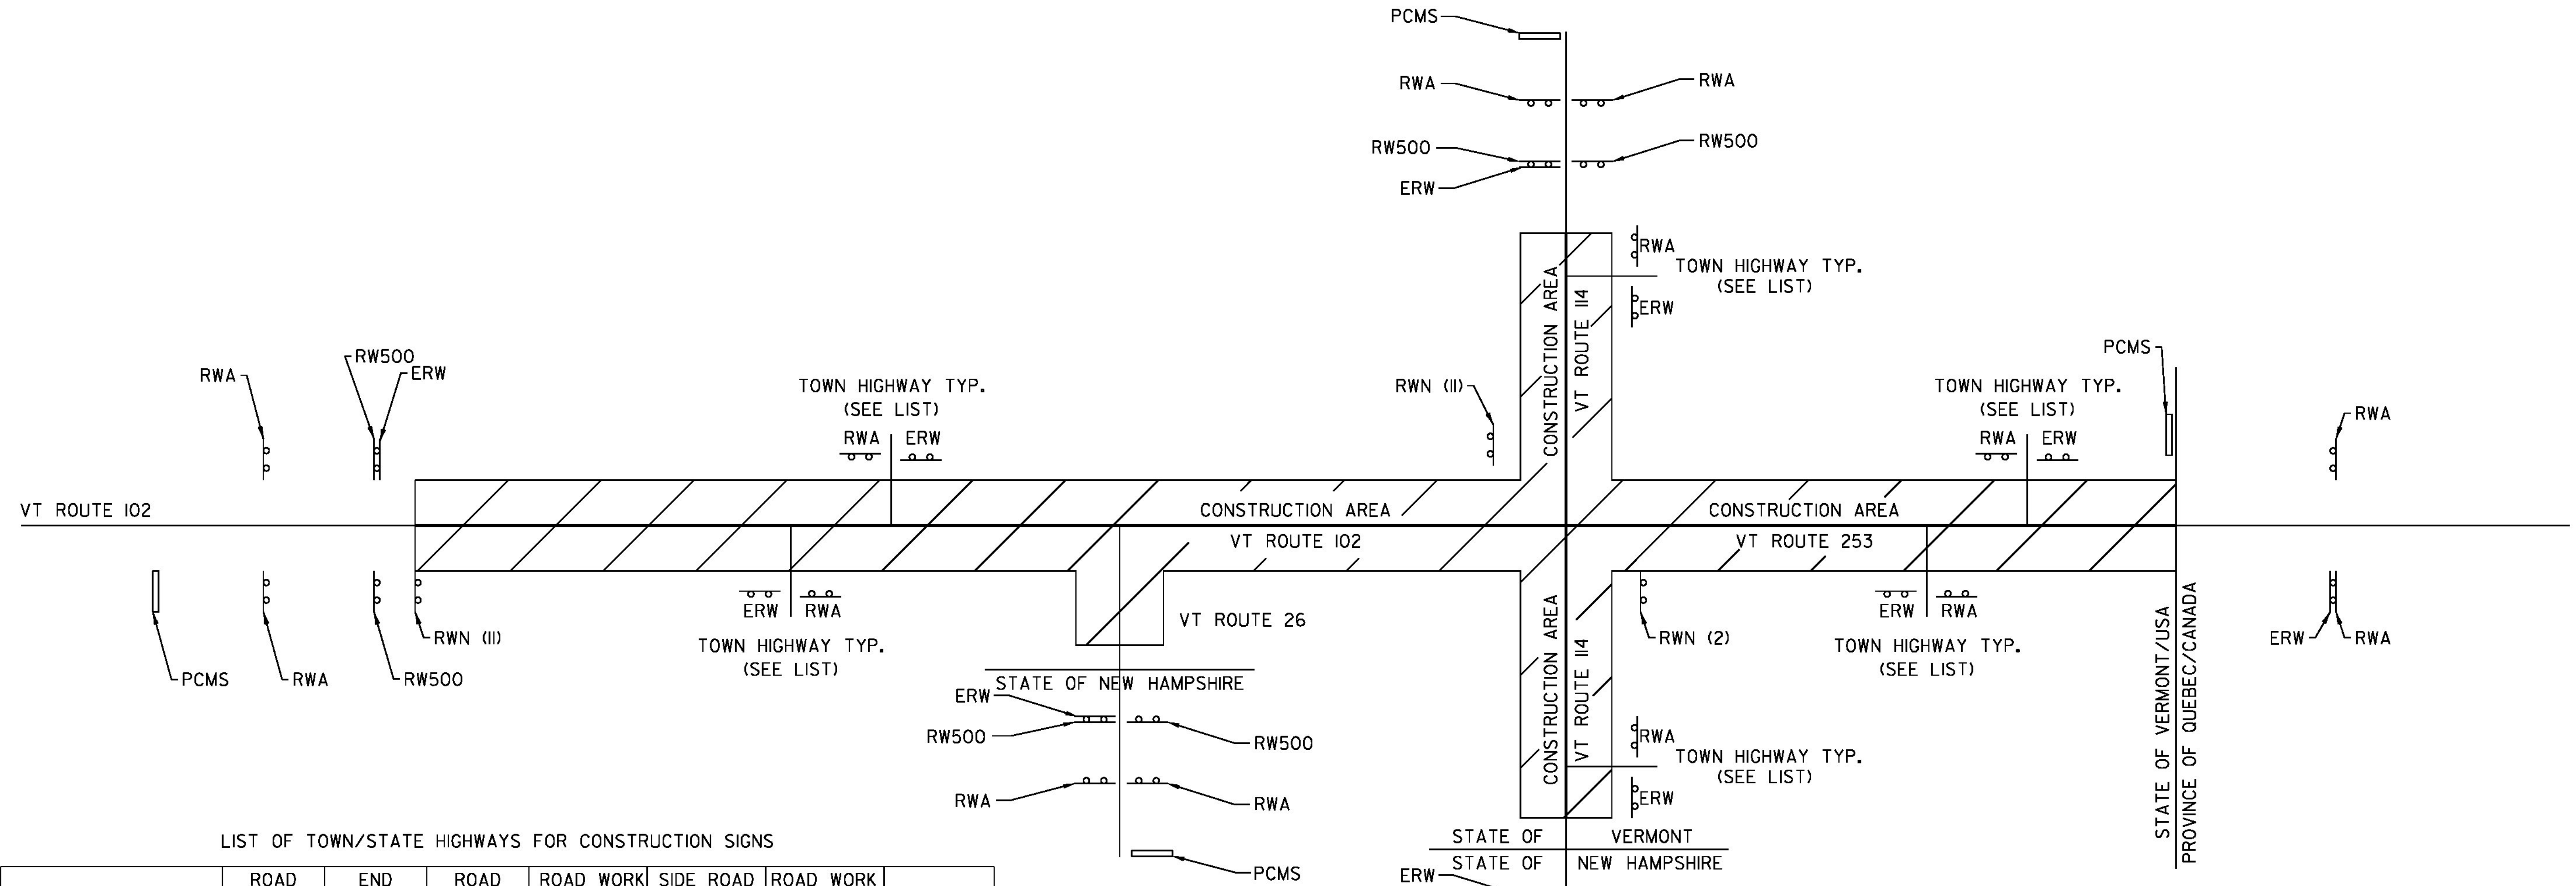 PCMS
RWA
RWA
RW500
RW500
ERW
RWA
TOWN HIGHWAY TYP.
(SEE LIST)
ERW
CONSTRUCTION AREA
VT ROUTE 114
RWA
RW500
ERW
TOWN HIGHWAY TYP.
(SEE LIST)
RWA
ERW
RWN (11)
PCMS
TOWN HIGHWAY TYP.
(SEE LIST)
RWA
ERW
RWA
VT ROUTE 102
CONSTRUCTION AREA
VT ROUTE 102
CONSTRUCTION AREA
VT ROUTE 253
PCMS
RWA
RW500
RWN (11)
ERW
RWA
TOWN HIGHWAY TYP.
(SEE LIST)
VT ROUTE 26
STATE OF NEW HAMPSHIRE
ERW
RW500
RW500
RWA
RWA
PCMS
CONSTRUCTION AREA
VT ROUTE 114
RWN (2)
RWA
TOWN HIGHWAY TYP.
(SEE LIST)
ERW
ERW
RWA
TOWN HIGHWAY TYP.
(SEE LIST)
STATE OF VERMONT/USA
PROVINCE OF QUEBEC/CANADA
ERW
RWA
STATE OF VERMONT
STATE OF NEW HAMPSHIRE
ERW
LIST OF TOWN/STATE HIGHWAYS FOR CONSTRUCTION SIGNS
ROAD END ROAD ROAD WORK SIDE ROAD ROAD WORK